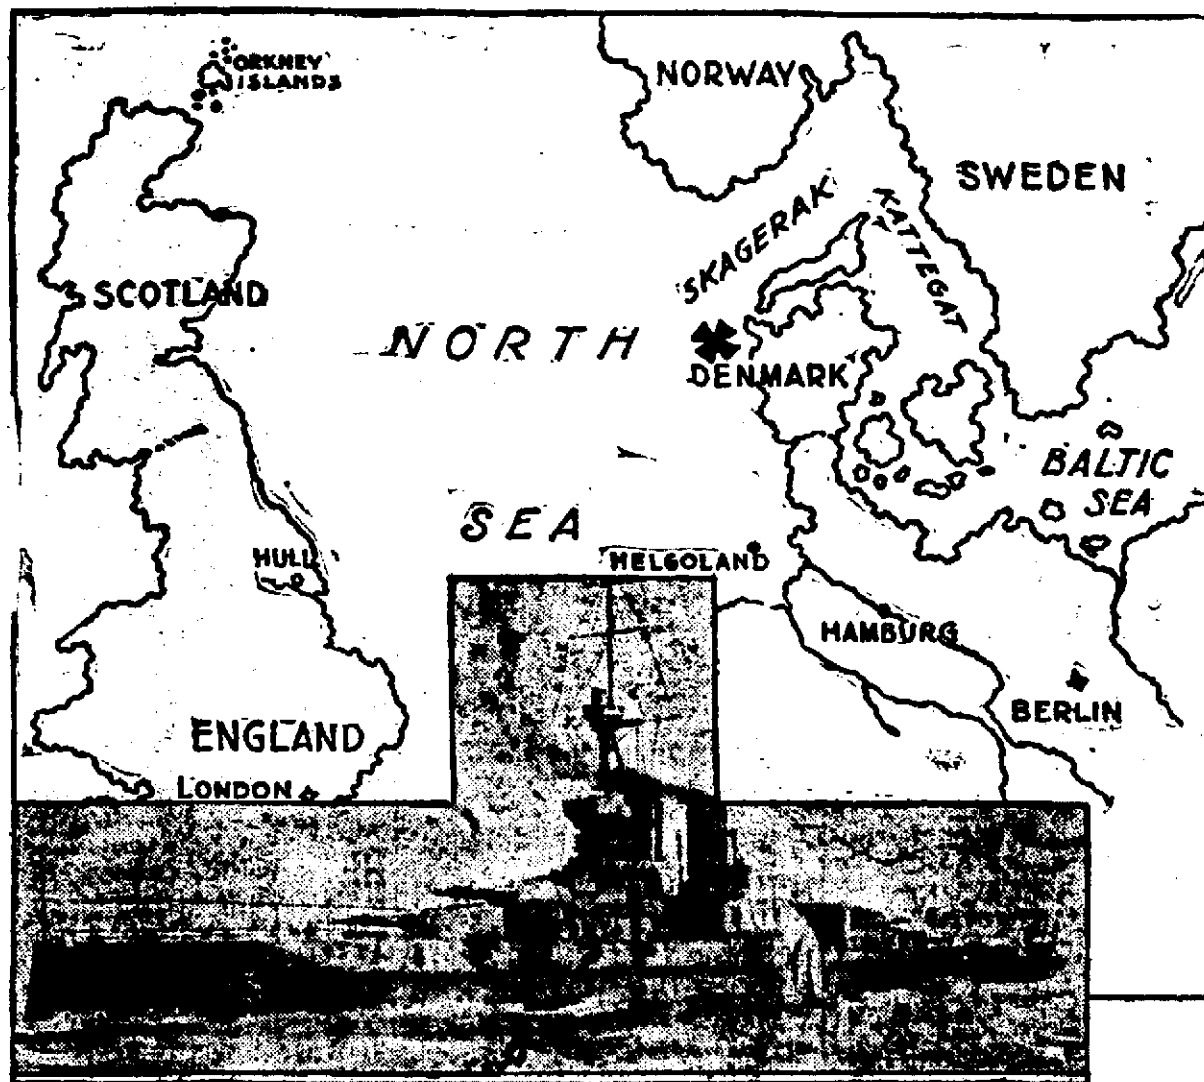 ORKNEY
ISLANDS
NORWAY
SWEDEN
SKAGERAK
KATTEGAT
SCOTLAND
NORTH
DENMARK
BALTIC
SEA
SEA
HELGOLAND
HULL
HAMBURG
BERLIN
ENGLAND
LONDON